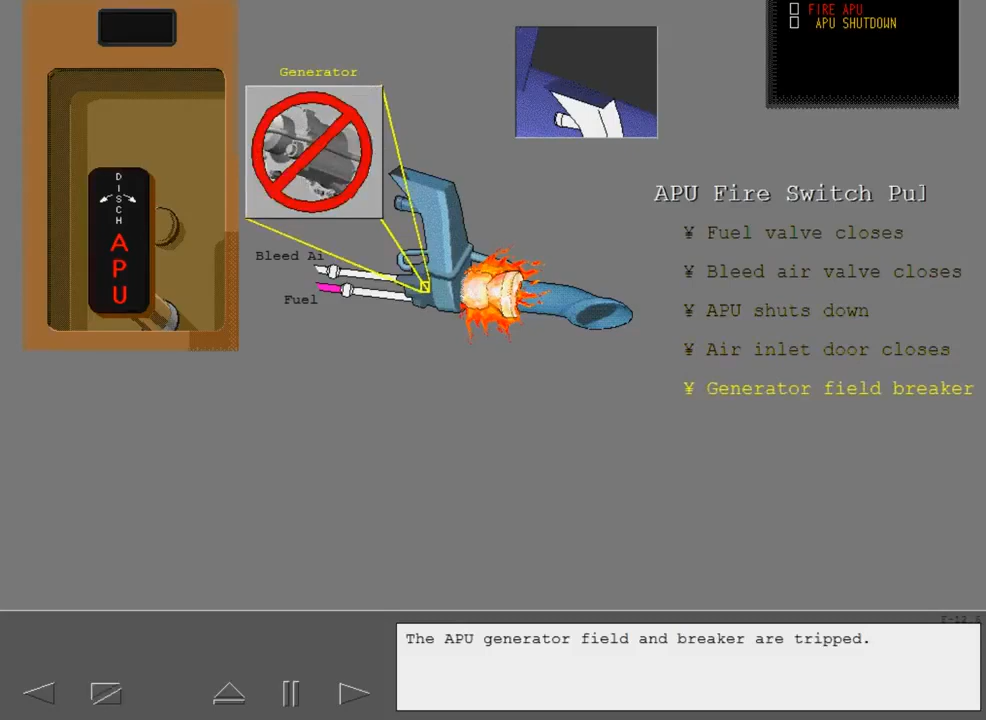 FIRE APU
APU SHUTDOWN
Generator
DISCH
APU
Bleed Ai
Fuel
APU Fire Switch Pul
¥ Fuel valve closes
¥ Bleed air valve closes
¥ APU shuts down
¥ Air inlet door closes
¥ Generator field breaker
The APU generator field and breaker are tripped.